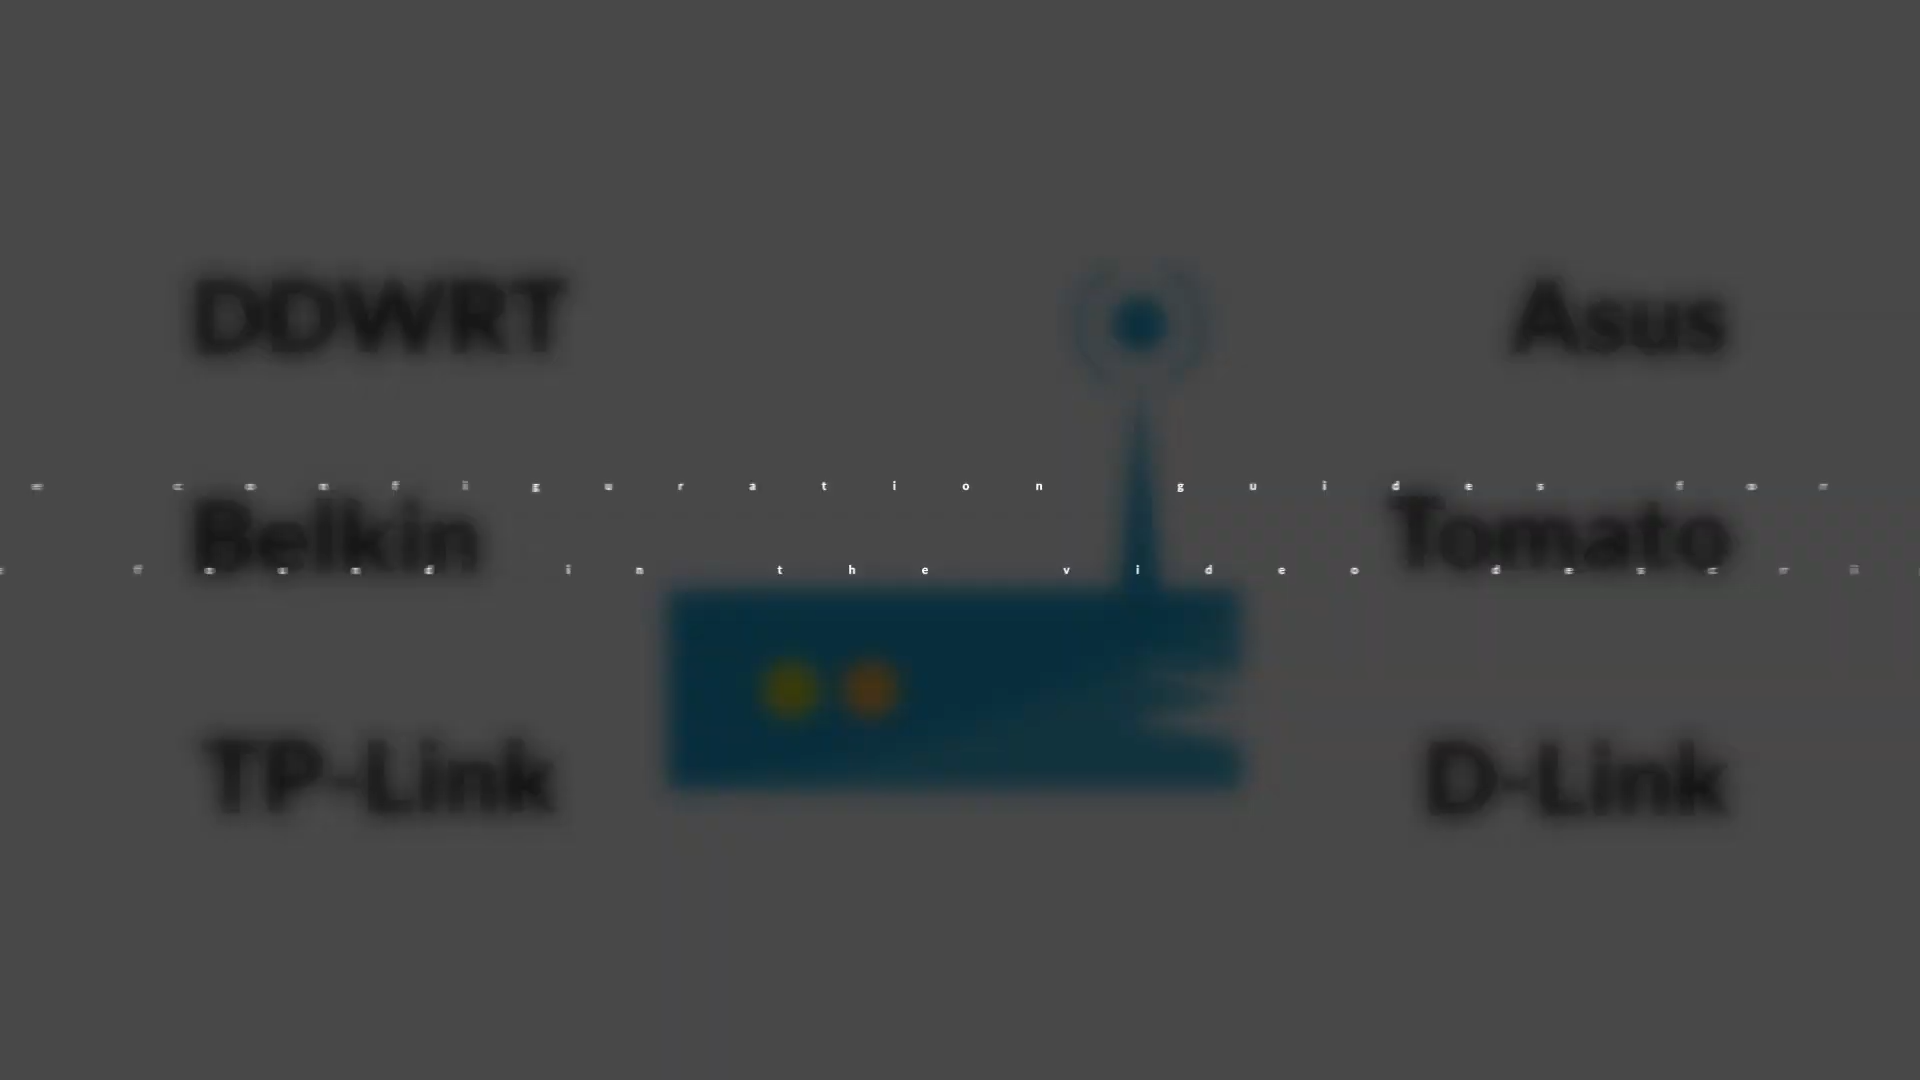 DDWRT
Asus
configuration guides for
Belkin
Tomato
found in the video
TP-Link
D-Link